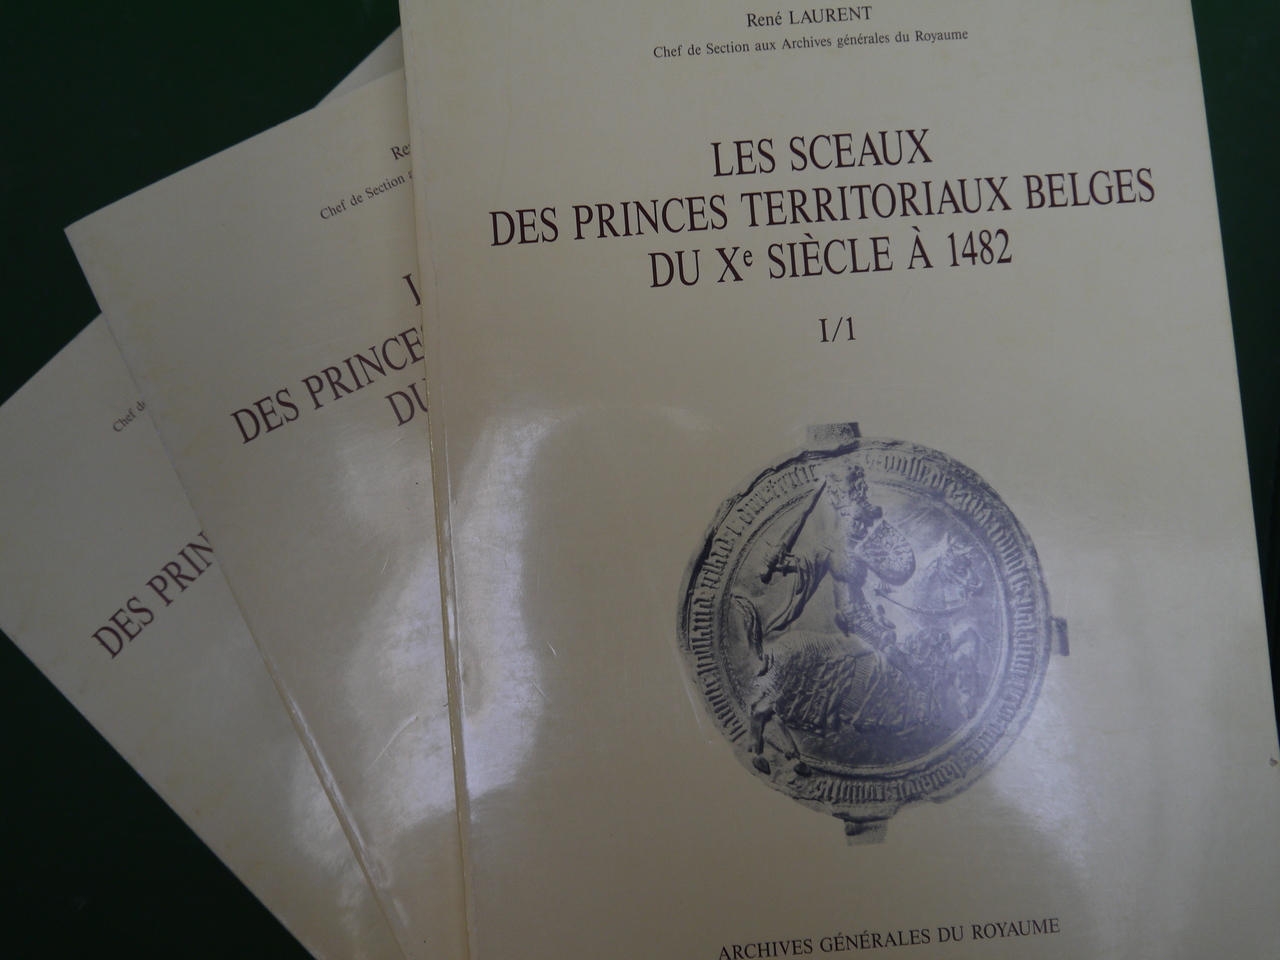 René LAURENT
Chef de Section aux Archives générales du Royaume
LES SCEAUX
DES PRINCES TERRITORIAUX BELGES
DU Xe SIÈCLE À 1482
I/1
ARCHIVES GÉNÉRALES DU ROYAUME
Chef de Section
DES PRINCE
DU
Chef d
DES PRIN